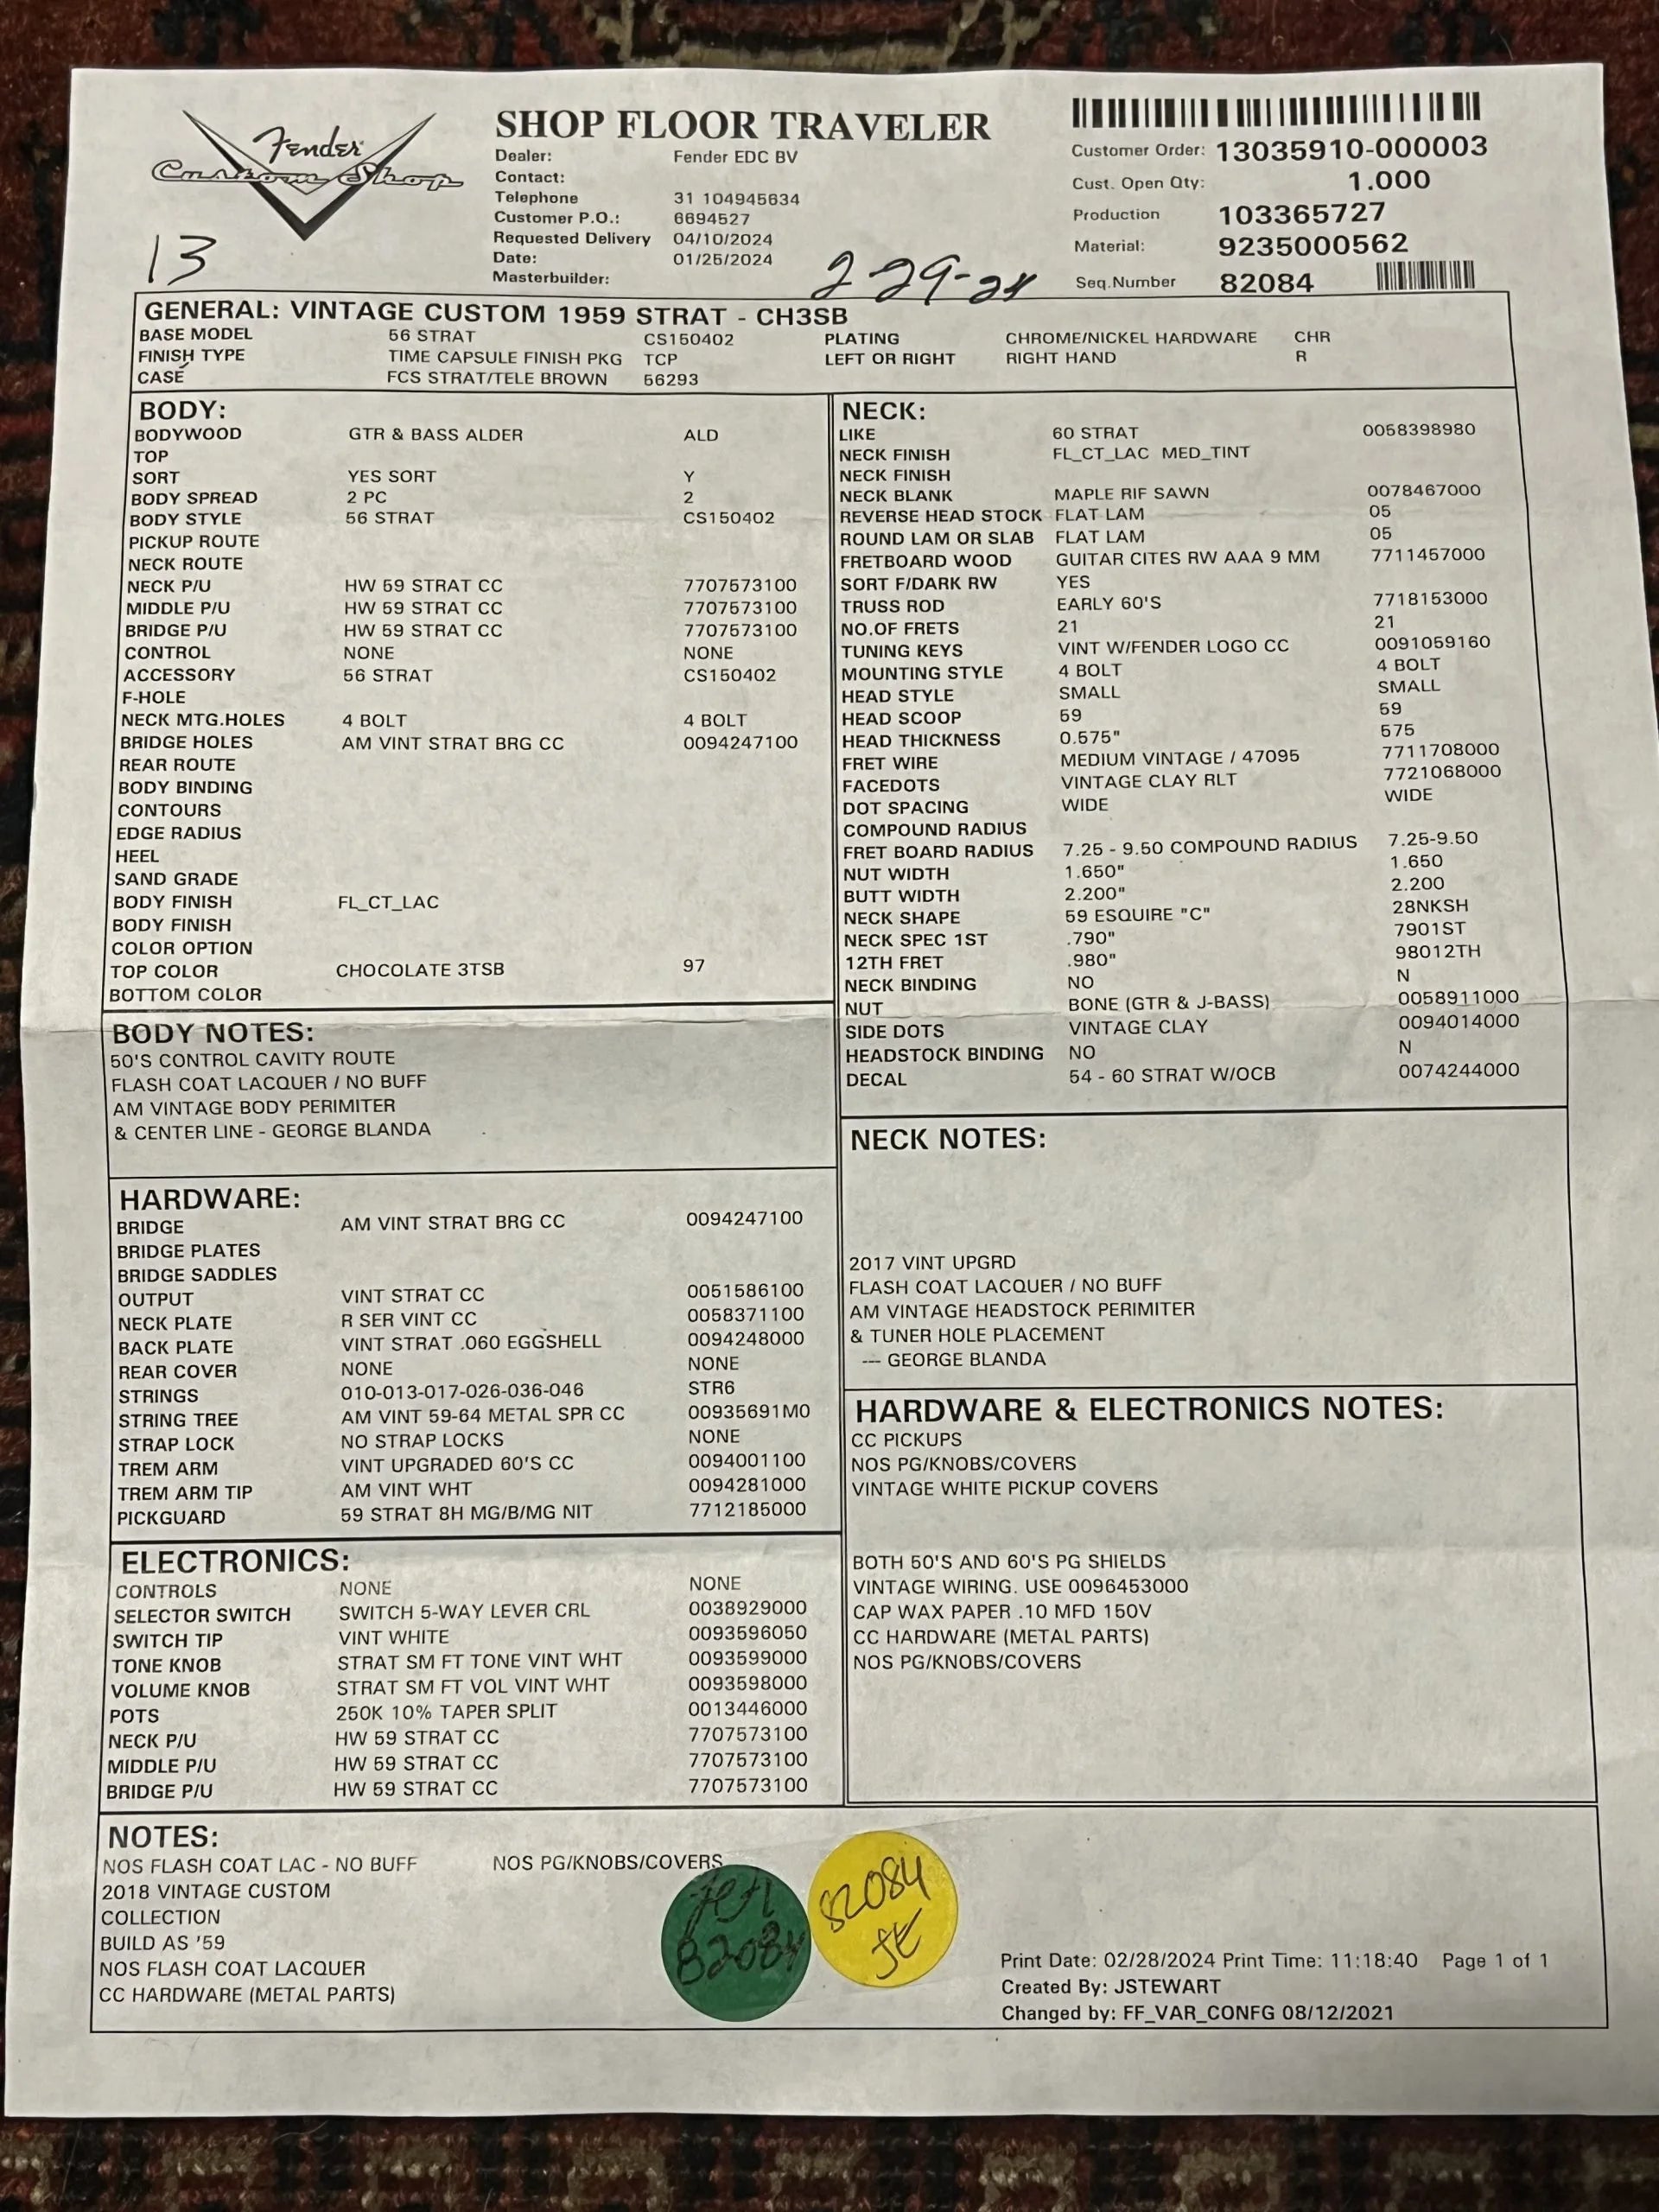 Fender
Custom Shop
SHOP FLOOR TRAVELER
Dealer: Fender EDC BV
Contact:
Telephone 31 104945634
Customer P.O.: 6694527
Requested Delivery 04/10/2024
Date: 01/25/2024
Masterbuilder:
Customer Order: 13035910-000003
Cust. Open Qty: 1.000
Production 103365727
Material: 9235000562
Seq.Number 82084
13
2-29-24
GENERAL: VINTAGE CUSTOM 1959 STRAT - CH3SB
BASE MODEL 56 STRAT CS150402 PLATING CHROME/NICKEL HARDWARE CHR
FINISH TYPE TIME CAPSULE FINISH PKG TCP LEFT OR RIGHT RIGHT HAND R
CASE FCS STRAT/TELE BROWN 56293
BODY:
BODYWOOD GTR & BASS ALDER ALD
TOP
SORT YES SORT Y
BODY SPREAD 2 PC 2
BODY STYLE 56 STRAT CS150402
PICKUP ROUTE
NECK ROUTE
NECK P/U HW 59 STRAT CC 7707573100
MIDDLE P/U HW 59 STRAT CC 7707573100
BRIDGE P/U HW 59 STRAT CC 7707573100
CONTROL NONE NONE
ACCESSORY 56 STRAT CS150402
F-HOLE
NECK MTG.HOLES 4 BOLT 4 BOLT
BRIDGE HOLES AM VINT STRAT BRG CC 0094247100
REAR ROUTE
BODY BINDING
CONTOURS
EDGE RADIUS
HEEL
SAND GRADE
BODY FINISH FL_CT_LAC
BODY FINISH
COLOR OPTION
TOP COLOR CHOCOLATE 3TSB 97
BOTTOM COLOR
BODY NOTES:
50'S CONTROL CAVITY ROUTE
FLASH COAT LACQUER / NO BUFF
AM VINTAGE BODY PERIMITER
& CENTER LINE - GEORGE BLANDA
HARDWARE:
BRIDGE AM VINT STRAT BRG CC 0094247100
BRIDGE PLATES
BRIDGE SADDLES
OUTPUT VINT STRAT CC 0051586100
NECK PLATE R SER VINT CC 0058371100
BACK PLATE VINT STRAT .060 EGGSHELL 0094248000
REAR COVER NONE NONE
STRINGS 010-013-017-026-036-046 STR6
STRING TREE AM VINT 59-64 METAL SPR CC 00935691M0
STRAP LOCK NO STRAP LOCKS NONE
TREM ARM VINT UPGRADED 60'S CC 0094001100
TREM ARM TIP AM VINT WHT 0094281000
PICKGUARD 59 STRAT 8H MG/B/MG NIT 7712185000
ELECTRONICS:
CONTROLS NONE NONE
SELECTOR SWITCH SWITCH 5-WAY LEVER CRL 0038929000
SWITCH TIP VINT WHITE 0093596050
TONE KNOB STRAT SM FT TONE VINT WHT 0093599000
VOLUME KNOB STRAT SM FT VOL VINT WHT 0093598000
POTS 250K 10% TAPER SPLIT 0013446000
NECK P/U HW 59 STRAT CC 7707573100
MIDDLE P/U HW 59 STRAT CC 7707573100
BRIDGE P/U HW 59 STRAT CC 7707573100
NECK:
LIKE 60 STRAT 0058398980
NECK FINISH FL_CT_LAC MED_TINT
NECK FINISH
NECK BLANK MAPLE RIF SAWN 0078467000
REVERSE HEAD STOCK FLAT LAM 05
ROUND LAM OR SLAB FLAT LAM 05
FRETBOARD WOOD GUITAR CITES RW AAA 9 MM 7711457000
SORT F/DARK RW YES
TRUSS ROD EARLY 60'S 7718153000
NO.OF FRETS 21 21
TUNING KEYS VINT W/FENDER LOGO CC 0091059160
MOUNTING STYLE 4 BOLT 4 BOLT
HEAD STYLE SMALL SMALL
HEAD SCOOP 59 59
HEAD THICKNESS 0.575" 575
FRET WIRE MEDIUM VINTAGE / 47095 7711708000
FACEDOTS VINTAGE CLAY RLT 7721068000
DOT SPACING WIDE WIDE
COMPOUND RADIUS
FRET BOARD RADIUS 7.25 - 9.50 COMPOUND RADIUS 7.25-9.50
NUT WIDTH 1.650" 1.650
BUTT WIDTH 2.200" 2.200
NECK SHAPE 59 ESQUIRE "C" 28NKSH
NECK SPEC 1ST .790" 7901ST
12TH FRET .980" 98012TH
NECK BINDING NO N
NUT BONE (GTR & J-BASS) 0058911000
SIDE DOTS VINTAGE CLAY 0094014000
HEADSTOCK BINDING NO N
DECAL 54 - 60 STRAT W/OCB 0074244000
NECK NOTES:
2017 VINT UPGRD
FLASH COAT LACQUER / NO BUFF
AM VINTAGE HEADSTOCK PERIMITER
& TUNER HOLE PLACEMENT
--- GEORGE BLANDA
HARDWARE & ELECTRONICS NOTES:
CC PICKUPS
NOS PG/KNOBS/COVERS
VINTAGE WHITE PICKUP COVERS
BOTH 50'S AND 60'S PG SHIELDS
VINTAGE WIRING. USE 0096453000
CAP WAX PAPER .10 MFD 150V
CC HARDWARE (METAL PARTS)
NOS PG/KNOBS/COVERS
NOTES:
NOS FLASH COAT LAC - NO BUFF NOS PG/KNOBS/COVERS
2018 VINTAGE CUSTOM
COLLECTION
BUILD AS '59
NOS FLASH COAT LACQUER
CC HARDWARE (METAL PARTS)
82084
82084
JE
Print Date: 02/28/2024 Print Time: 11:18:40 Page 1 of 1
Created By: JSTEWART
Changed by: FF_VAR_CONFG 08/12/2021